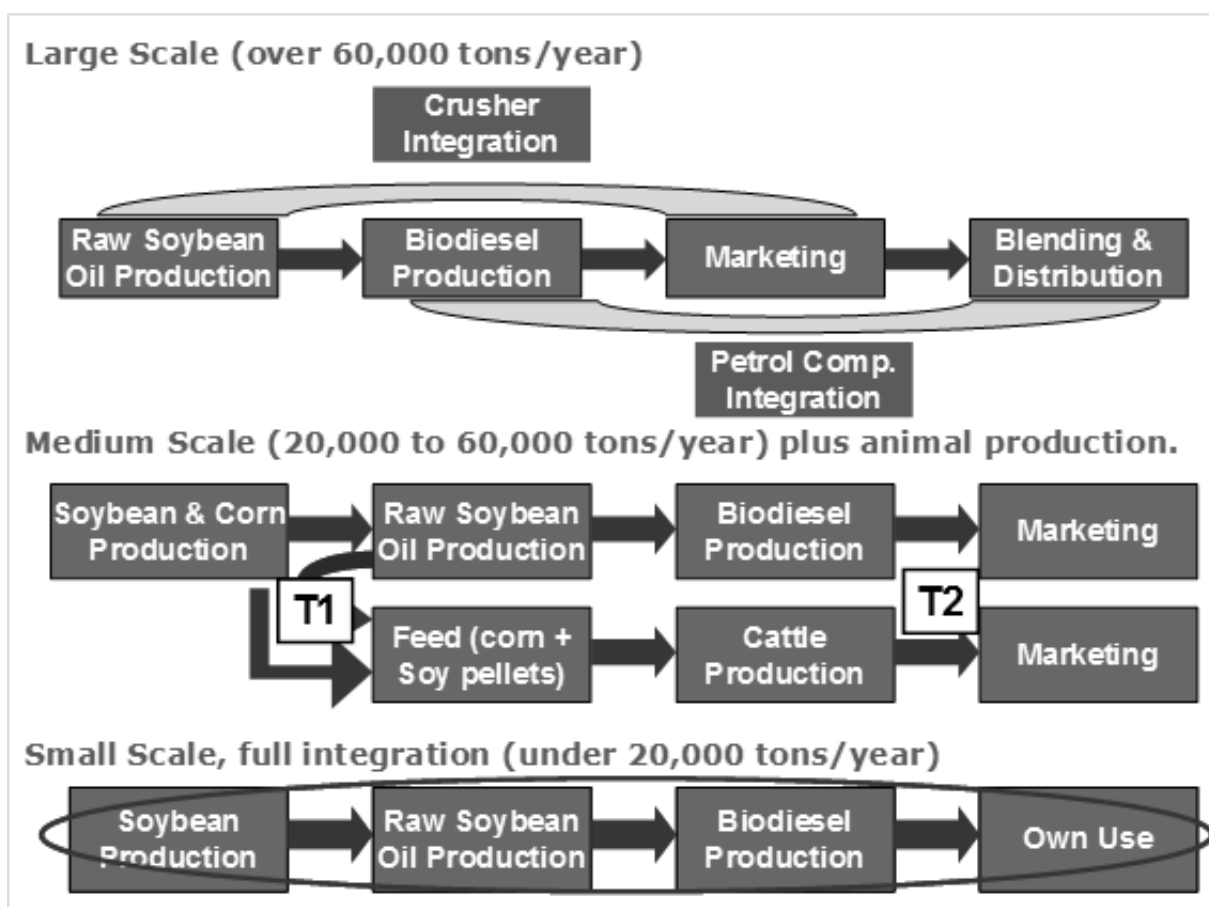 Large Scale (over 60,000 tons/year)
Crusher
Integration
Raw Soybean
Oil Production
Biodiesel
Production
Marketing
Blending &
Distribution
Petrol Comp.
Integration
Medium Scale (20,000 to 60,000 tons/year) plus animal production.
Soybean & Corn
Production
Raw Soybean
Oil Production
Biodiesel
Production
Marketing
T1
T2
Feed (corn +
Soy pellets)
Cattle
Production
Marketing
Small Scale, full integration (under 20,000 tons/year)
Soybean
Production
Raw Soybean
Oil Production
Biodiesel
Production
Own Use